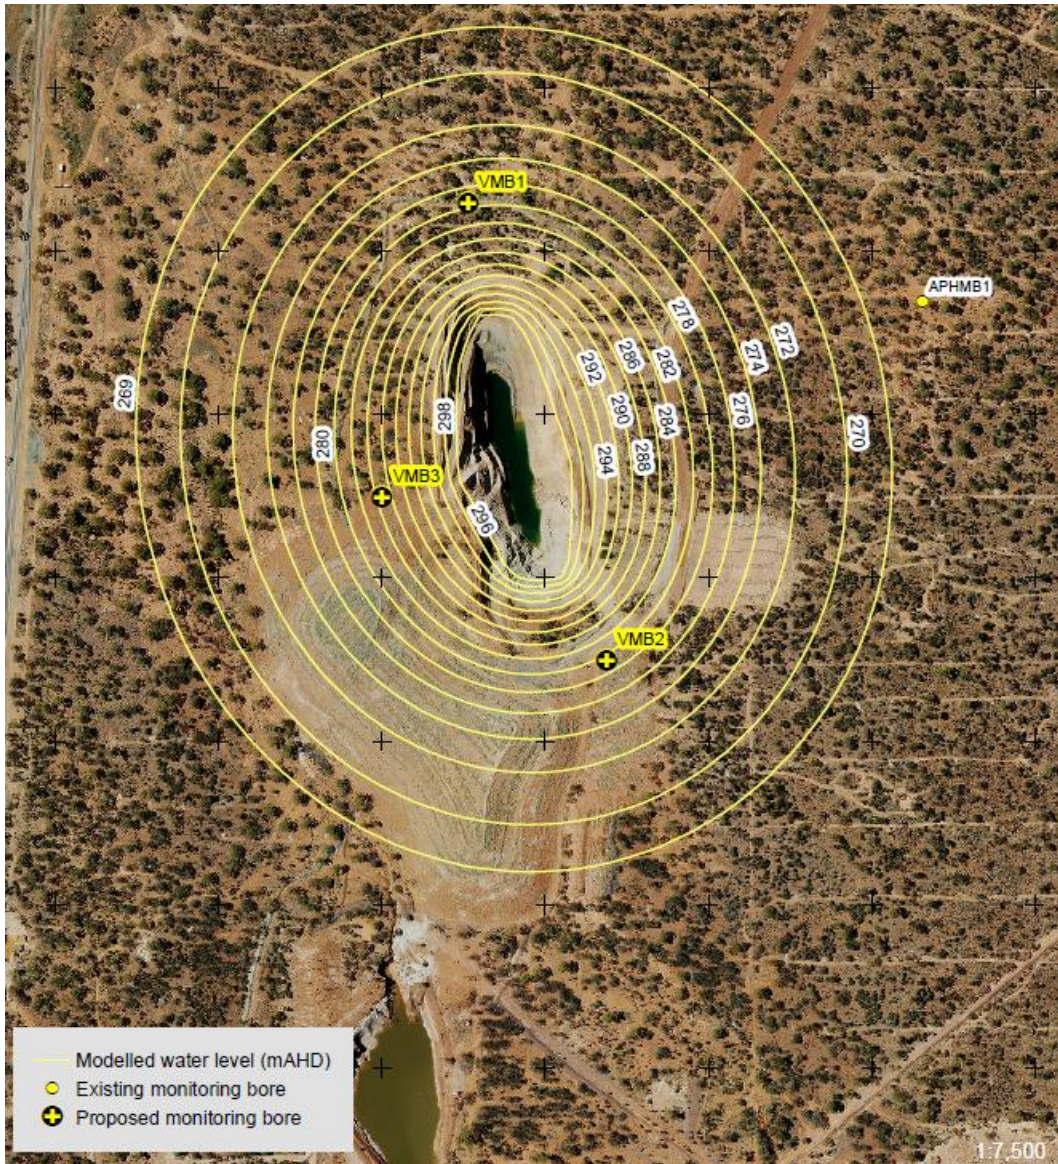 VMB1
APHMB1
278
272
286
282
274
292
269
298
290
284
276
270
280
294
288
VMB3
296
VMB2
Modelled water level (mAHD)
Existing monitoring bore
Proposed monitoring bore
1:7,500